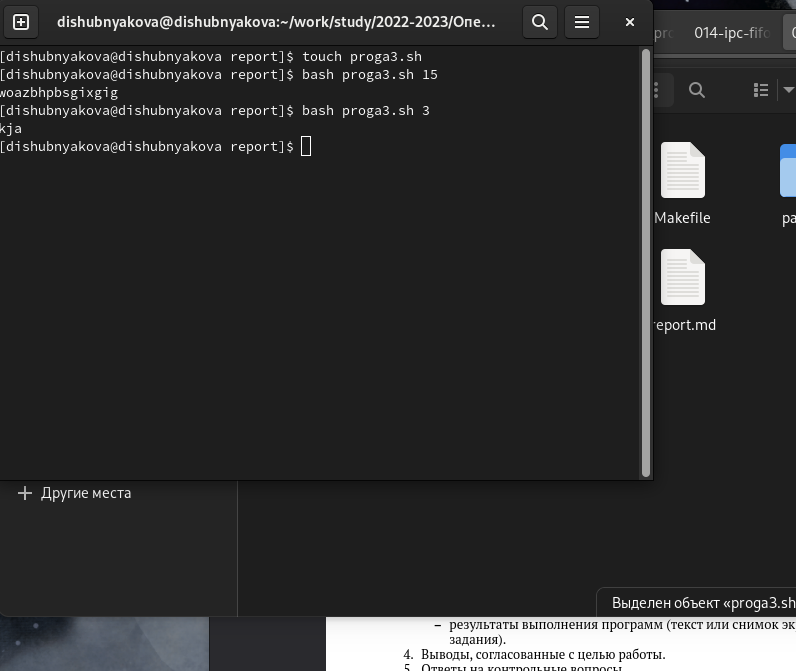 dishubnyakova@dishubnyakova:~/work/study/2022-2023/Опе...
014-ipc-fifo
[dishubnyakova@dishubnyakova report]$ touch proga3.sh
[dishubnyakova@dishubnyakova report]$ bash proga3.sh 15
woazbhpbsgixgig
[dishubnyakova@dishubnyakova report]$ bash proga3.sh 3
kja
[dishubnyakova@dishubnyakova report]$
Makefile
pa
report.md
Другие места
Выделен объект «proga3.sh
– результаты выполнения программ (текст или снимок эк
задания).
4. Выводы, согласованные с целью работы.
5. Ответы на контрольные вопросы.